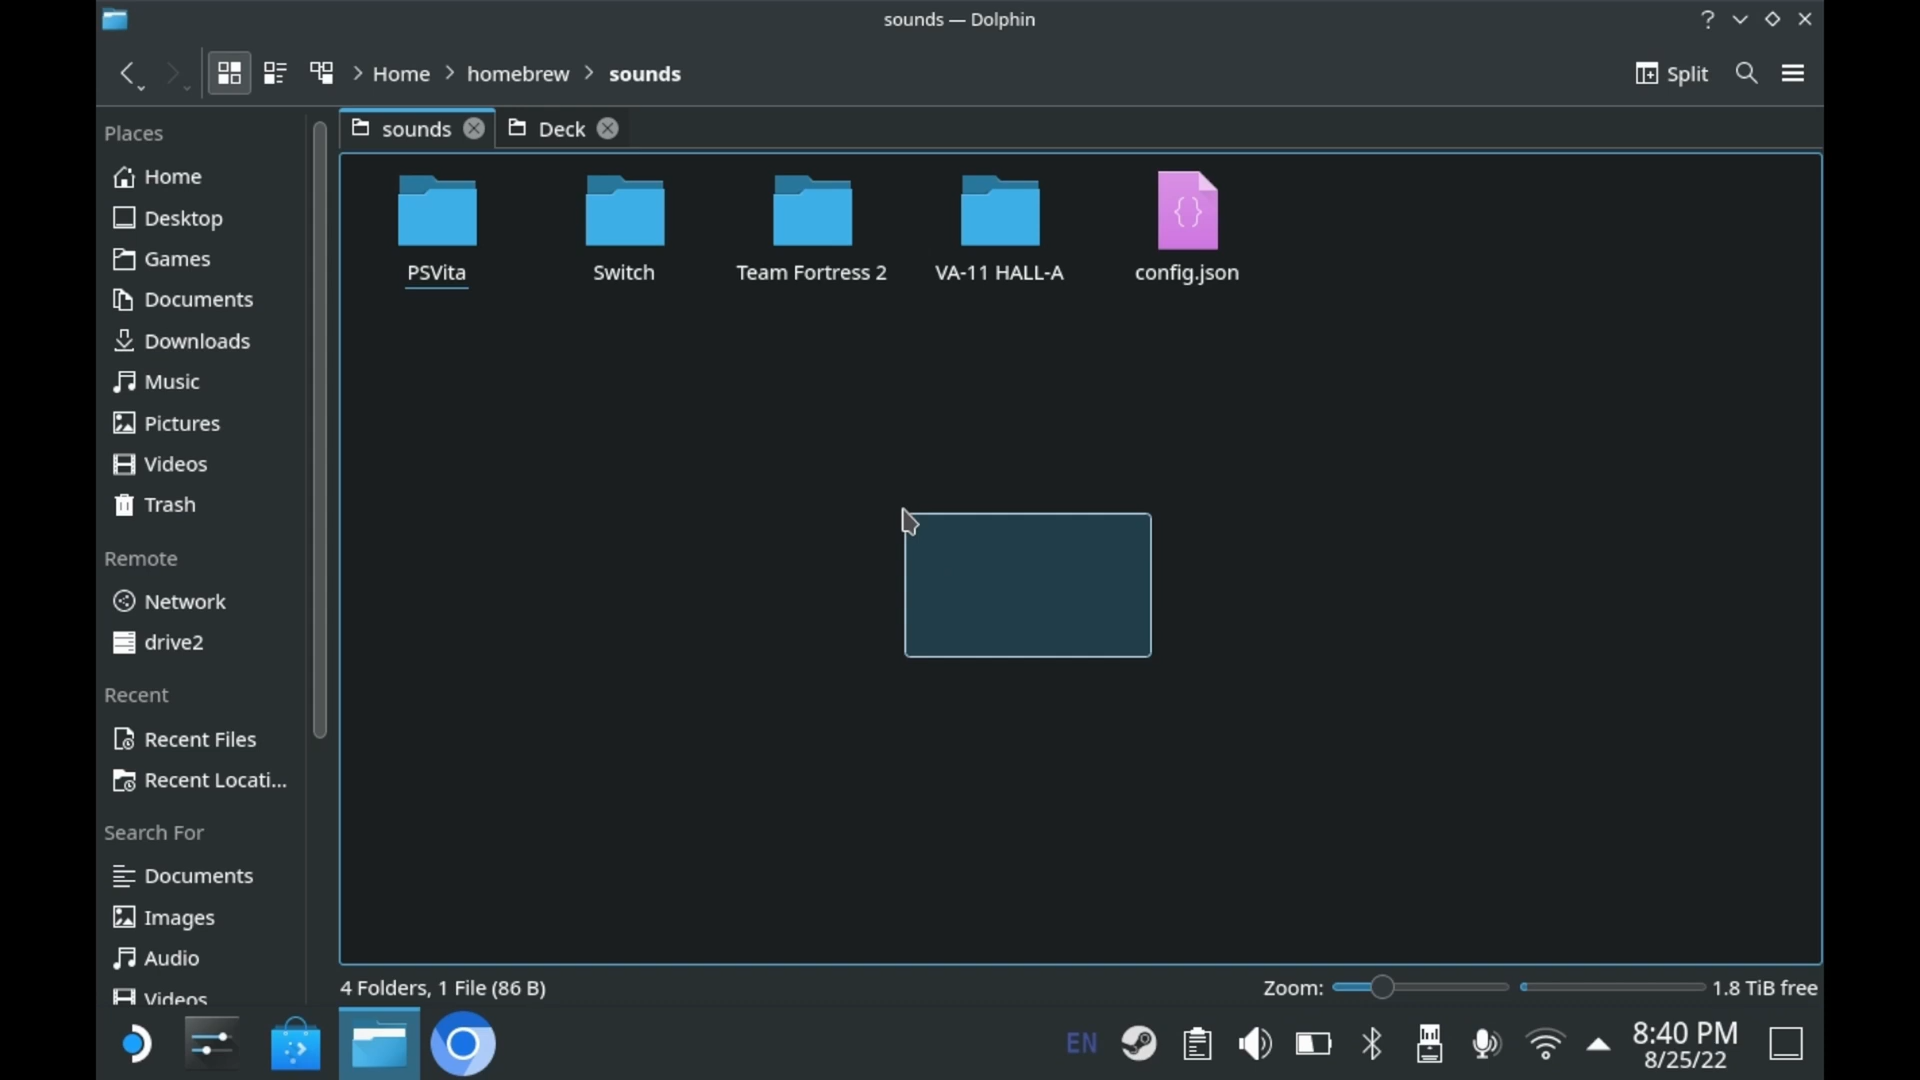 sounds — Dolphin
Home
homebrew
sounds
Split
sounds
Deck
Places
Home
Desktop
Games
Documents
Downloads
Music
Pictures
Videos
Trash
Remote
Network
drive2
Recent
Recent Files
Recent Locati...
Search For
Documents
Images
Audio
Videos
PSVita
Switch
Team Fortress 2
VA-11 HALL-A
config.json
4 Folders, 1 File (86 B)
Zoom:
1.8 TiB free
EN
8:40 PM
8/25/22